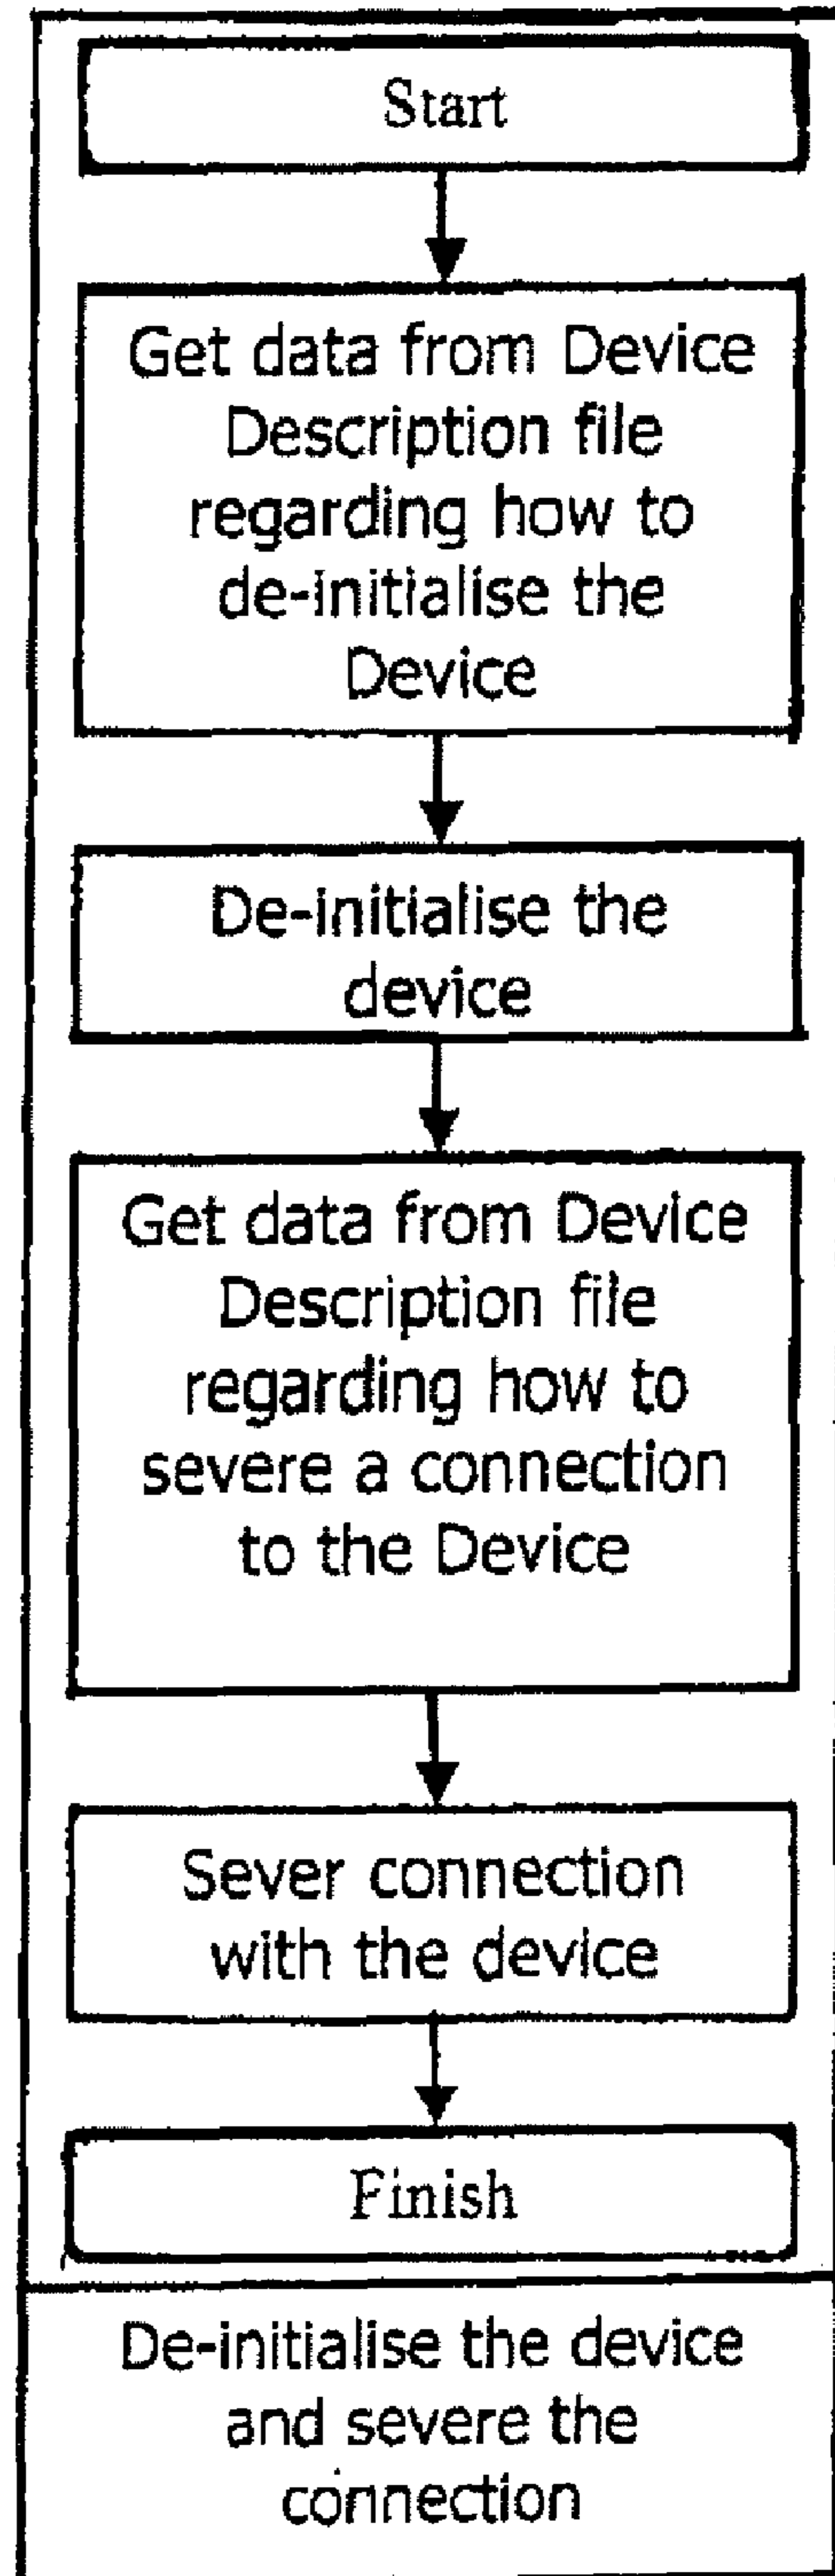 Start
Get data from Device
Description file
regarding how to
de-initialise the
Device
De-initialise the
device
Get data from Device
Description file
regarding how to
severe a connection
to the Device
Sever connection
with the device
Finish
De-initialise the device
and severe the
connection